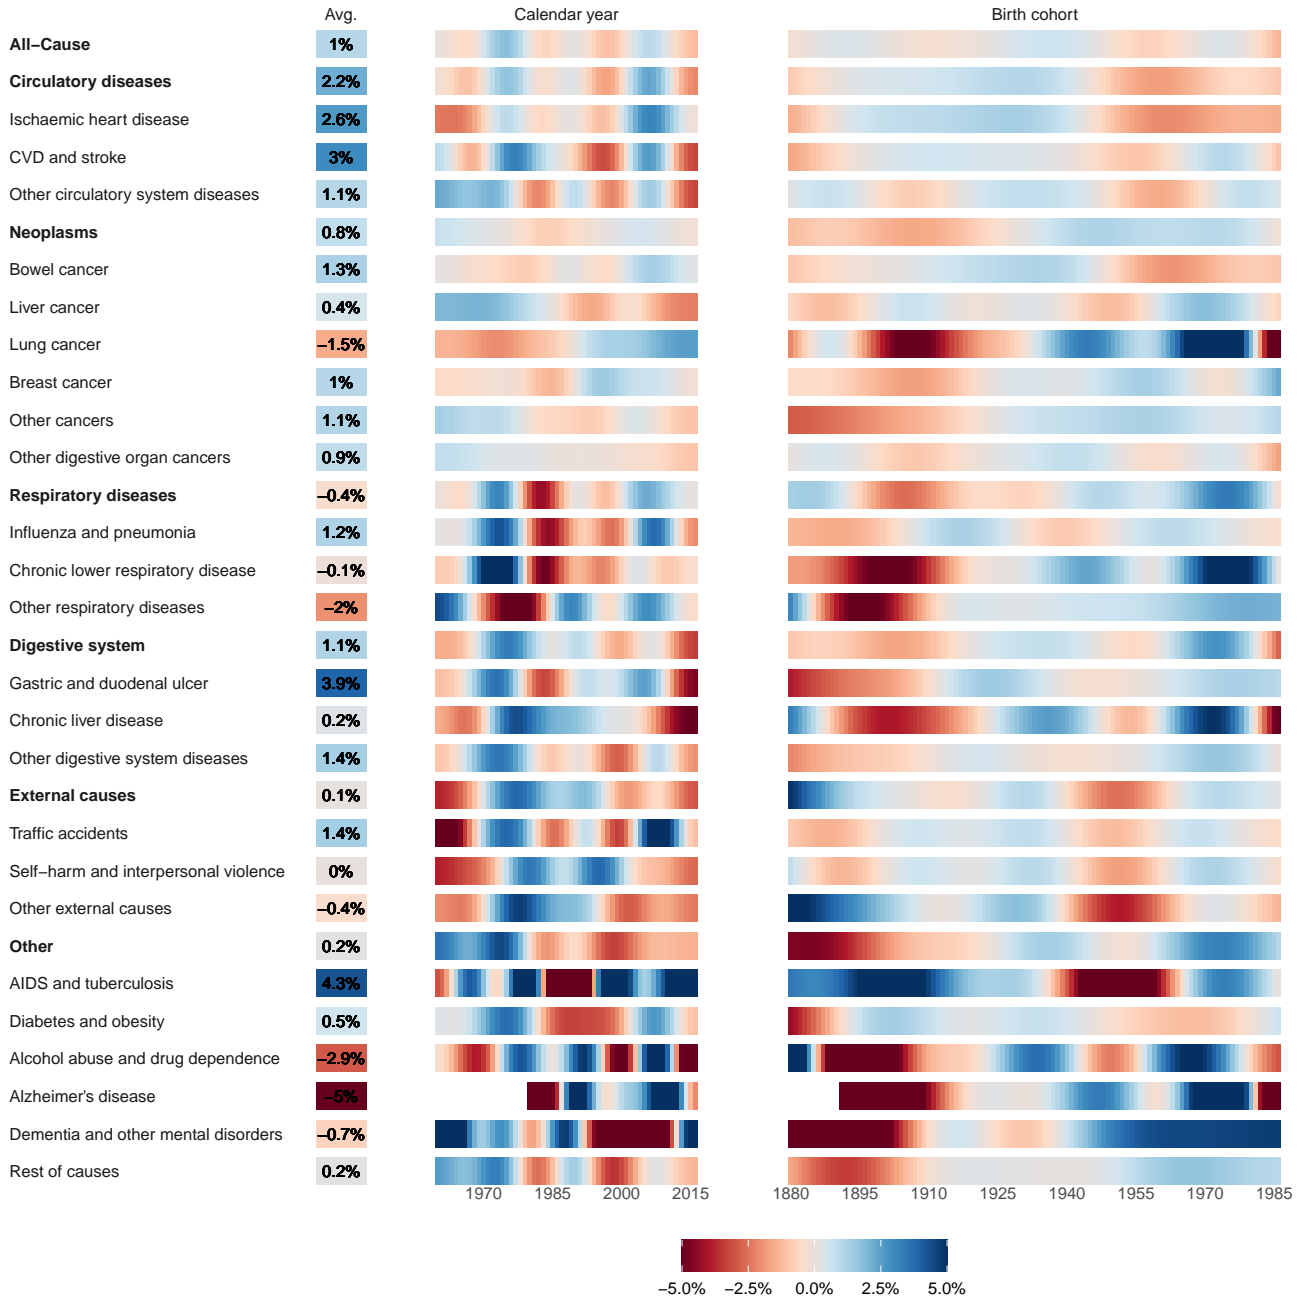 Avg. Calendar year Birth cohort
All−Cause 1%
Circulatory diseases 2.2%
Ischaemic heart disease 2.6%
CVD and stroke 3%
Other circulatory system diseases 1.1%
Neoplasms 0.8%
Bowel cancer 1.3%
Liver cancer 0.4%
Lung cancer −1.5%
Breast cancer 1%
Other cancers 1.1%
Other digestive organ cancers 0.9%
Respiratory diseases −0.4%
Influenza and pneumonia 1.2%
Chronic lower respiratory disease −0.1%
Other respiratory diseases −2%
Digestive system 1.1%
Gastric and duodenal ulcer 3.9%
Chronic liver disease 0.2%
Other digestive system diseases 1.4%
External causes 0.1%
Traffic accidents 1.4%
Self−harm and interpersonal violence 0%
Other external causes −0.4%
Other 0.2%
AIDS and tuberculosis 4.3%
Diabetes and obesity 0.5%
Alcohol abuse and drug dependence −2.9%
Alzheimer's disease −5%
Dementia and other mental disorders −0.7%
Rest of causes 0.2%
1970 1985 2000 2015 1880 1895 1910 1925 1940 1955 1970 1985
−5.0% −2.5% 0.0% 2.5% 5.0%